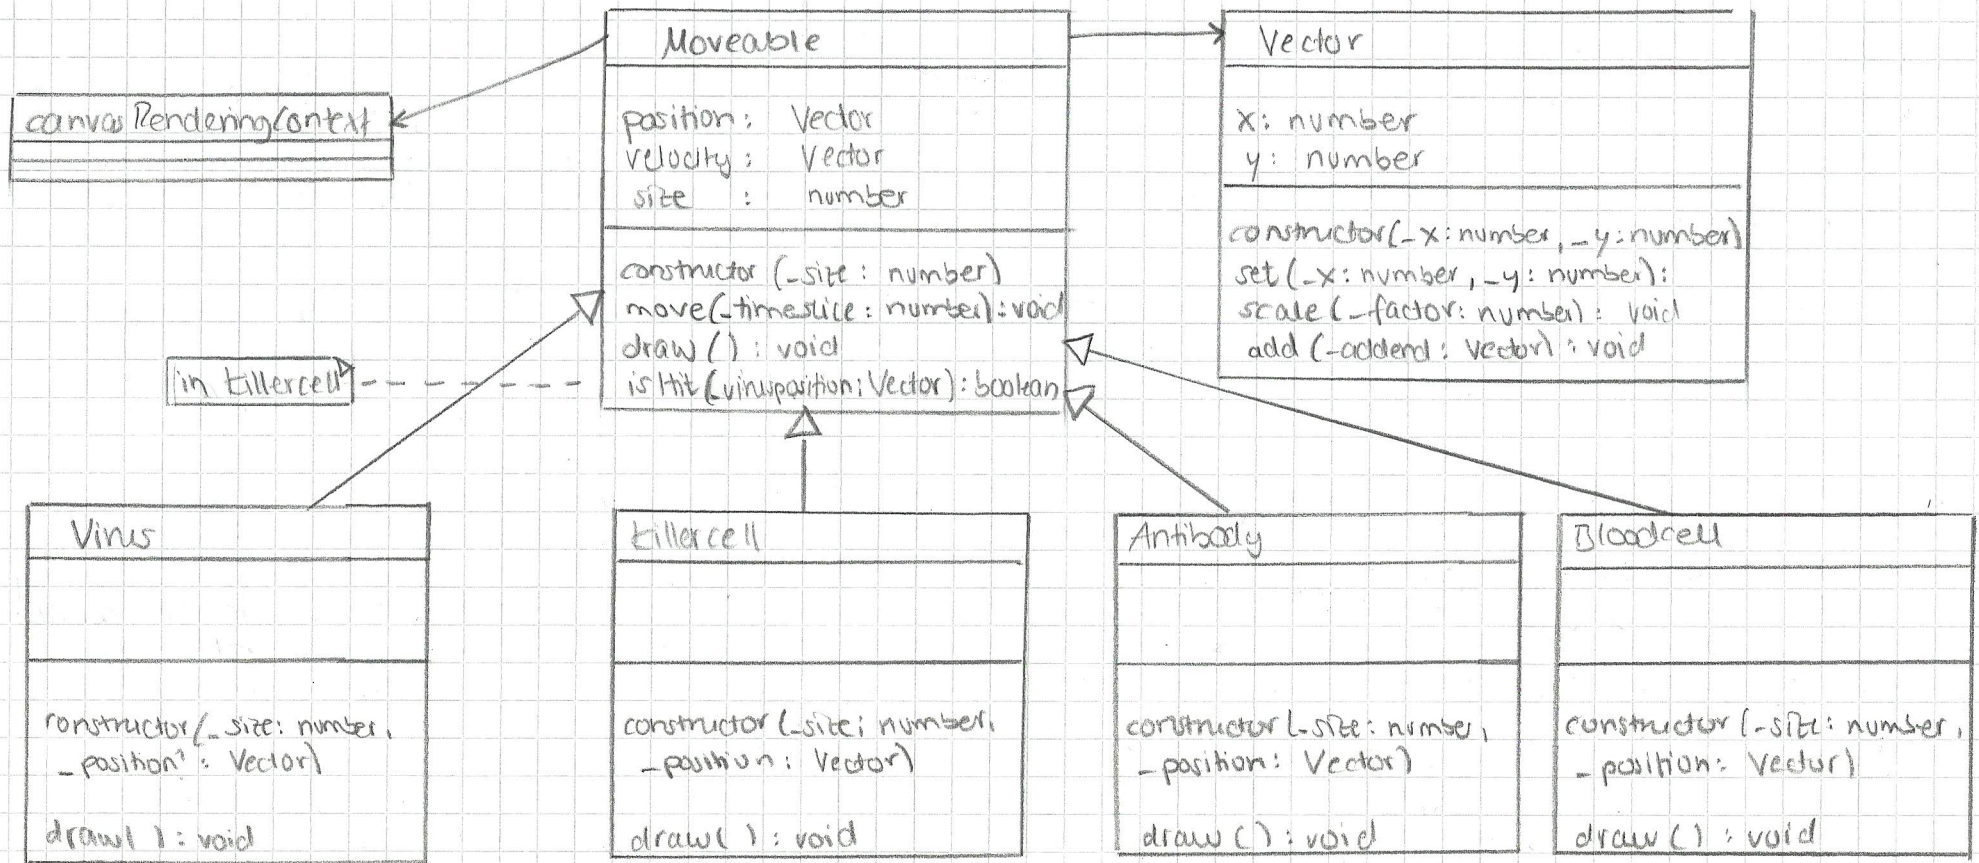 Moveable
position: Vector
velocity: Vector
size : number
constructor (_size: number)
move(_timeslice: number): void
draw(): void
isHit(_virusposition: Vector): boolean
Vector
x: number
y: number
constructor(_x: number, _y: number)
set(_x: number, _y: number):
scale(_factor: number): void
add(_addend: Vector): void
canvasRenderingContext
in killercell
Virus
constructor(_size: number,
_position?: Vector)
draw(): void
killercell
constructor(_size: number,
_position: Vector)
draw(): void
Antibody
constructor(_size: number,
_position: Vector)
draw(): void
Bloodcell
constructor(_size: number,
_position: Vector)
draw(): void